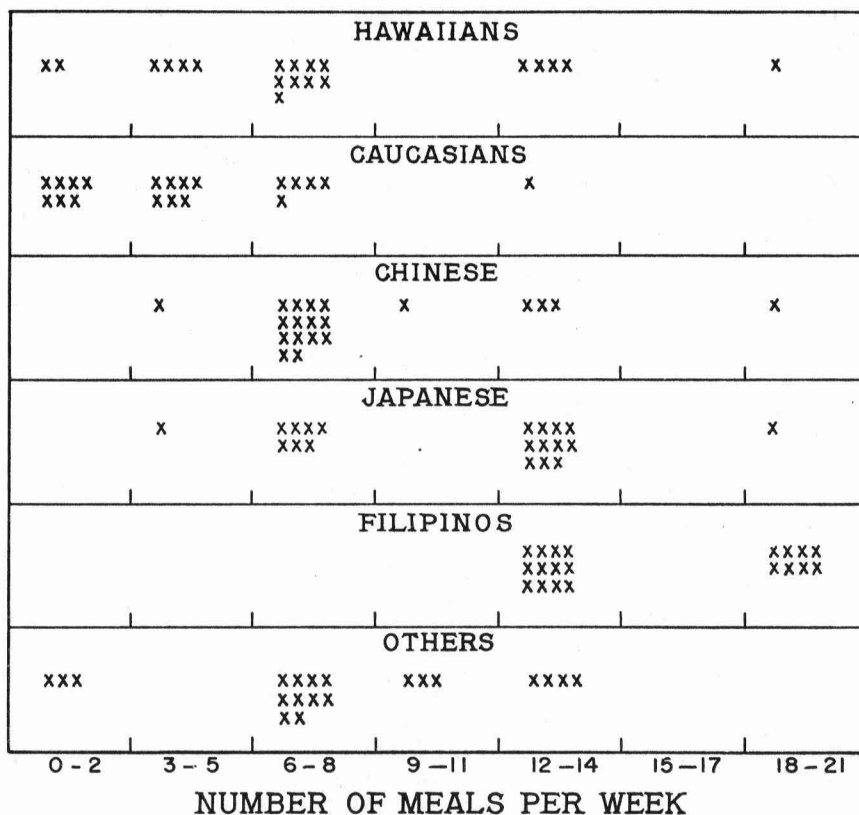 HAWAIIANS
xx xxxx xxxx xxxx x
xxxx
x
CAUCASIANS
xxxx xxxx xxxx x
xxx xxx x
CHINESE
x xxxx x xxx x
xxxx
xxxx
xx
JAPANESE
x xxxx xxxx x
xxx xxxx
xxx
FILIPINOS
xxxx xxxx
xxxx xxxx
xxxx
OTHERS
xxx xxxx xxx xxxx
xxxx
xx
0-2 3-5 6-8 9-11 12-14 15-17 18-21
NUMBER OF MEALS PER WEEK